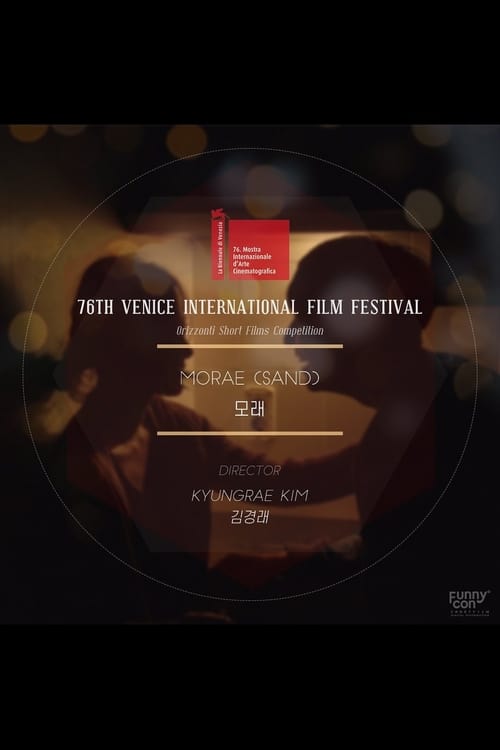 La Biennale di Venezia
76. Mostra
Internazionale
d'Arte
Cinematografica
76TH VENICE INTERNATIONAL FILM FESTIVAL
Orizzonti Short Films Competition
MORAE (SAND)
모래
DIRECTOR
KYUNGRAE KIM
김경래
FUNNY
con